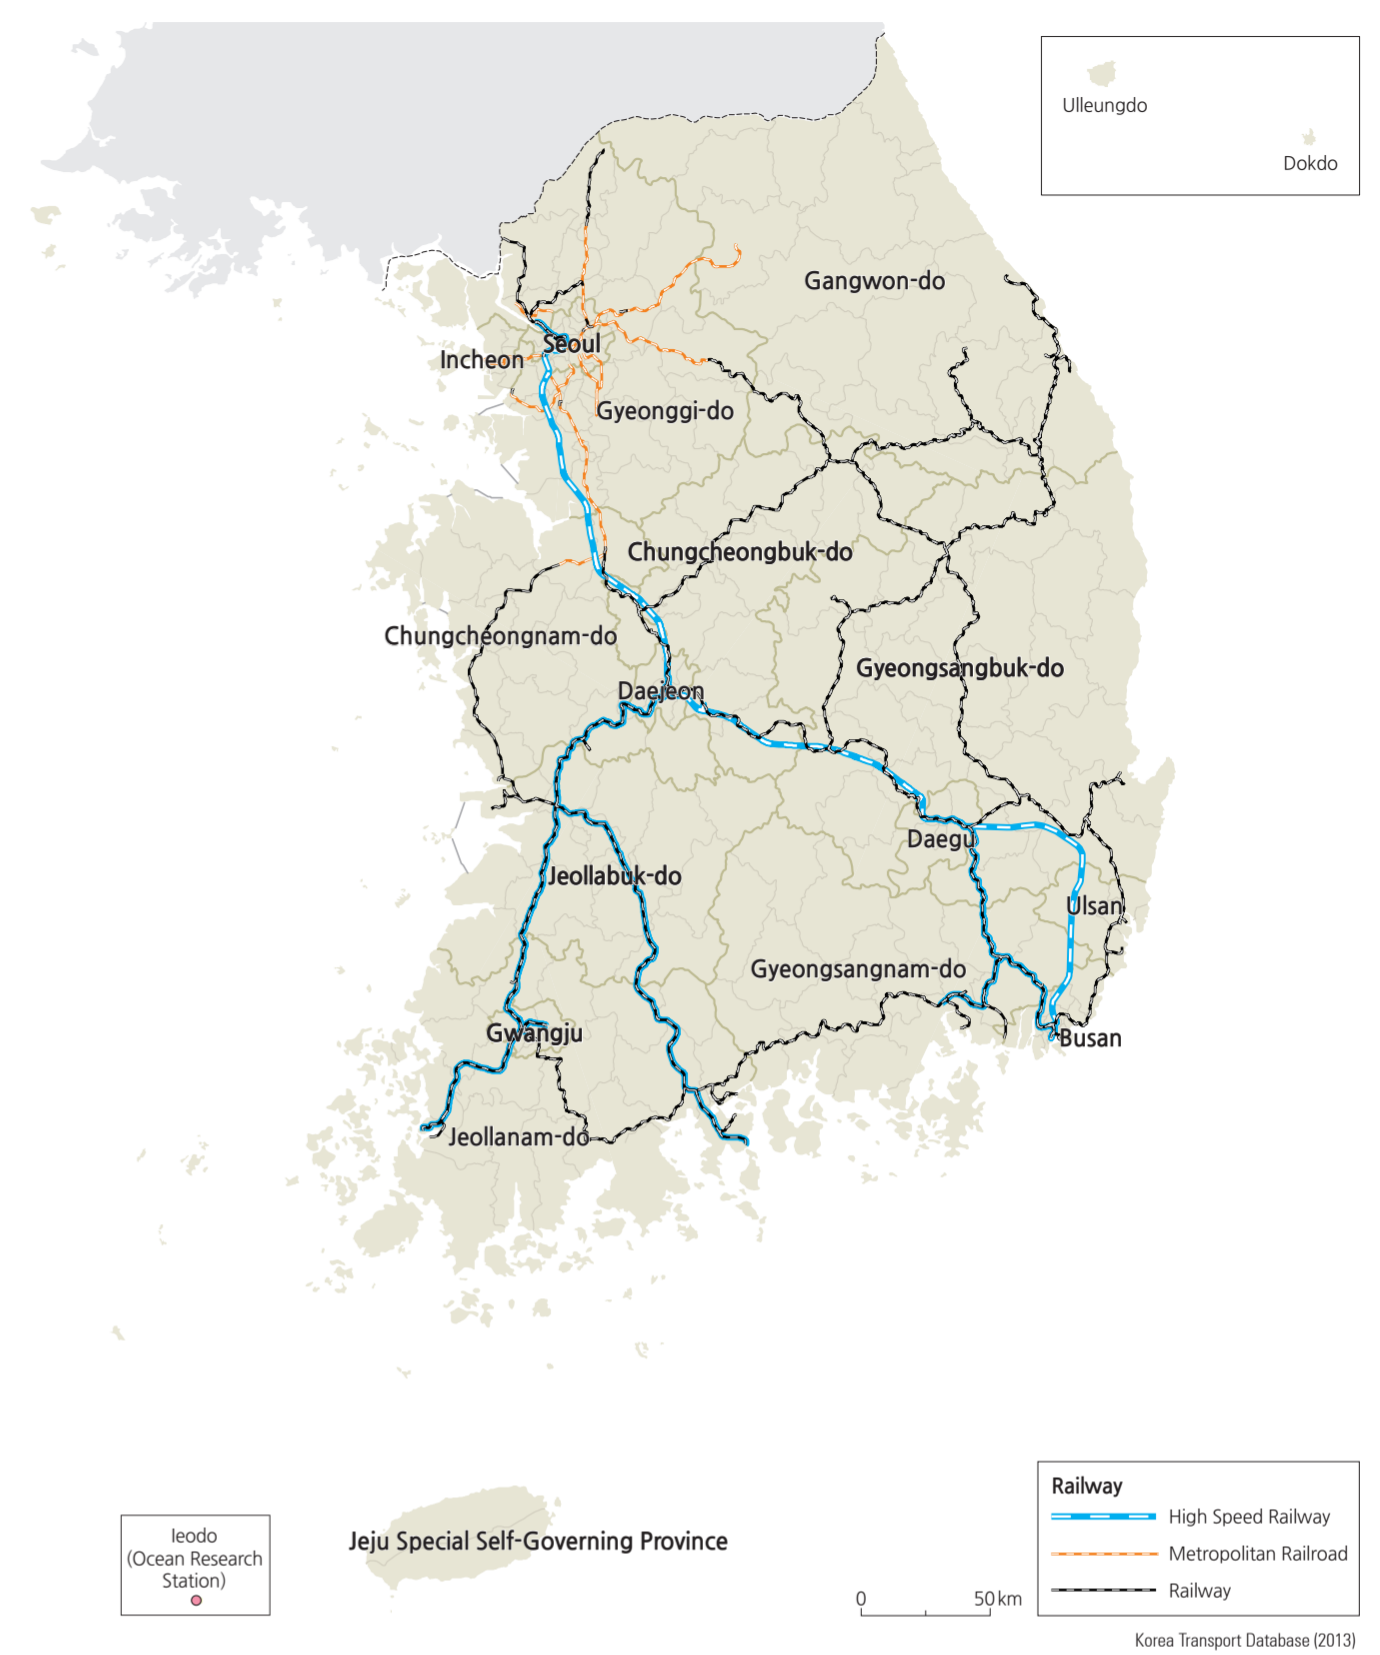 Ulleungdo
Dokdo
Gangwon-do
Seoul
Incheon
Gyeonggi-do
Chungcheongbuk-do
Chungcheongnam-do
Gyeongsangbuk-do
Daejeon
Daegu
Jeollabuk-do
Ulsan
Gyeongsangnam-do
Gwangju
Busan
Jeollanam-do
Jeju Special Self-Governing Province
Ieodo
(Ocean Research
Station)
0 50 km
Railway
High Speed Railway
Metropolitan Railroad
Railway
Korea Transport Database (2013)